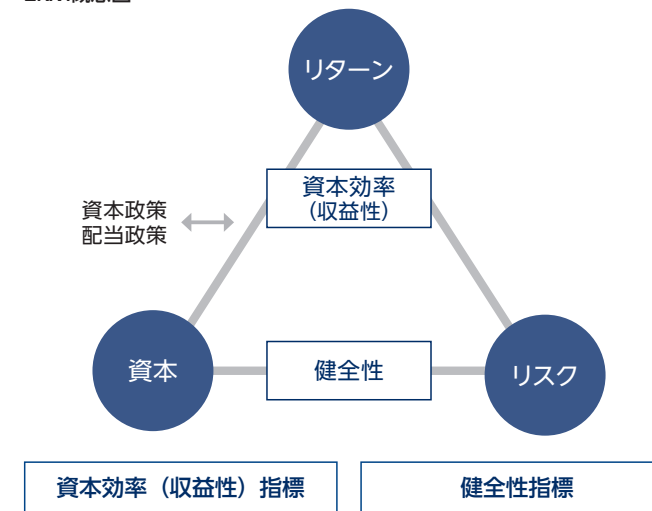 リターン
資本効率
（収益性）
資本政策
配当政策
資本
健全性
リスク
資本効率（収益性）指標
健全性指標